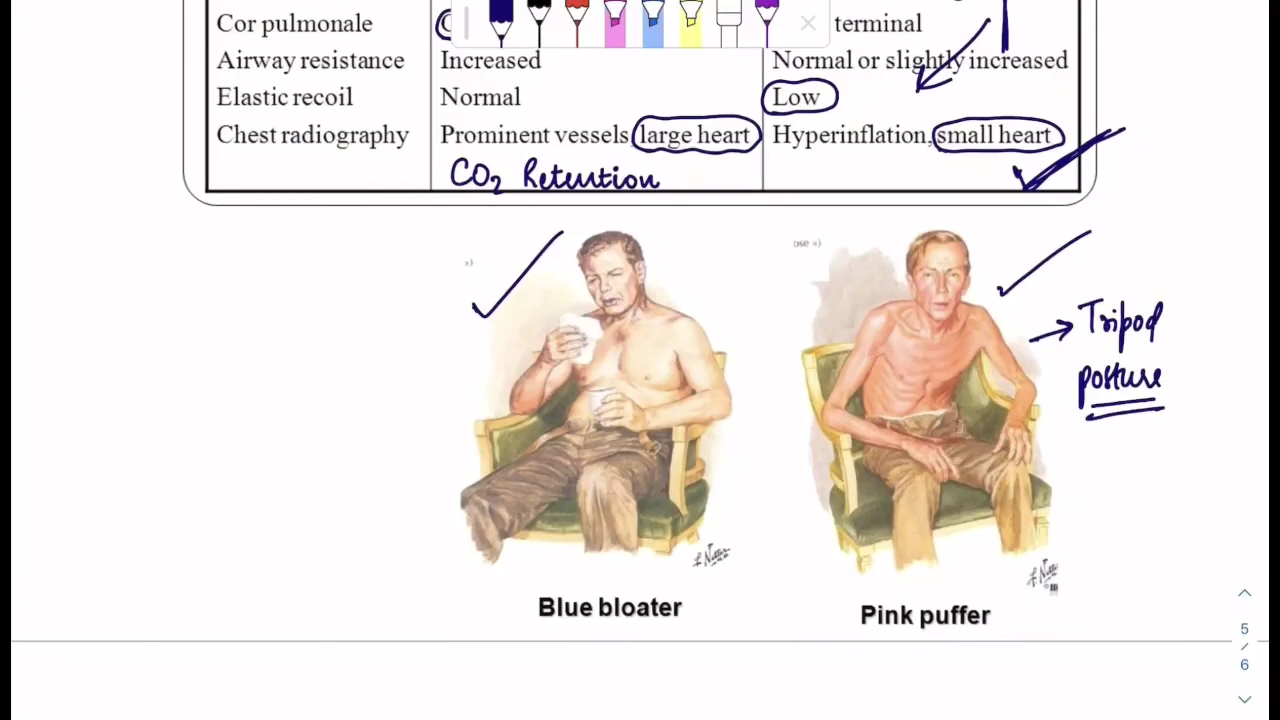 Cor pulmonale terminal
Airway resistance Increased Normal or slightly increased
Elastic recoil Normal Low
Chest radiography Prominent vessels, large heart Hyperinflation, small heart
CO2 Retention
ose »)
»)
→ Tripod
posture
Blue bloater
Pink puffer
5
/
6